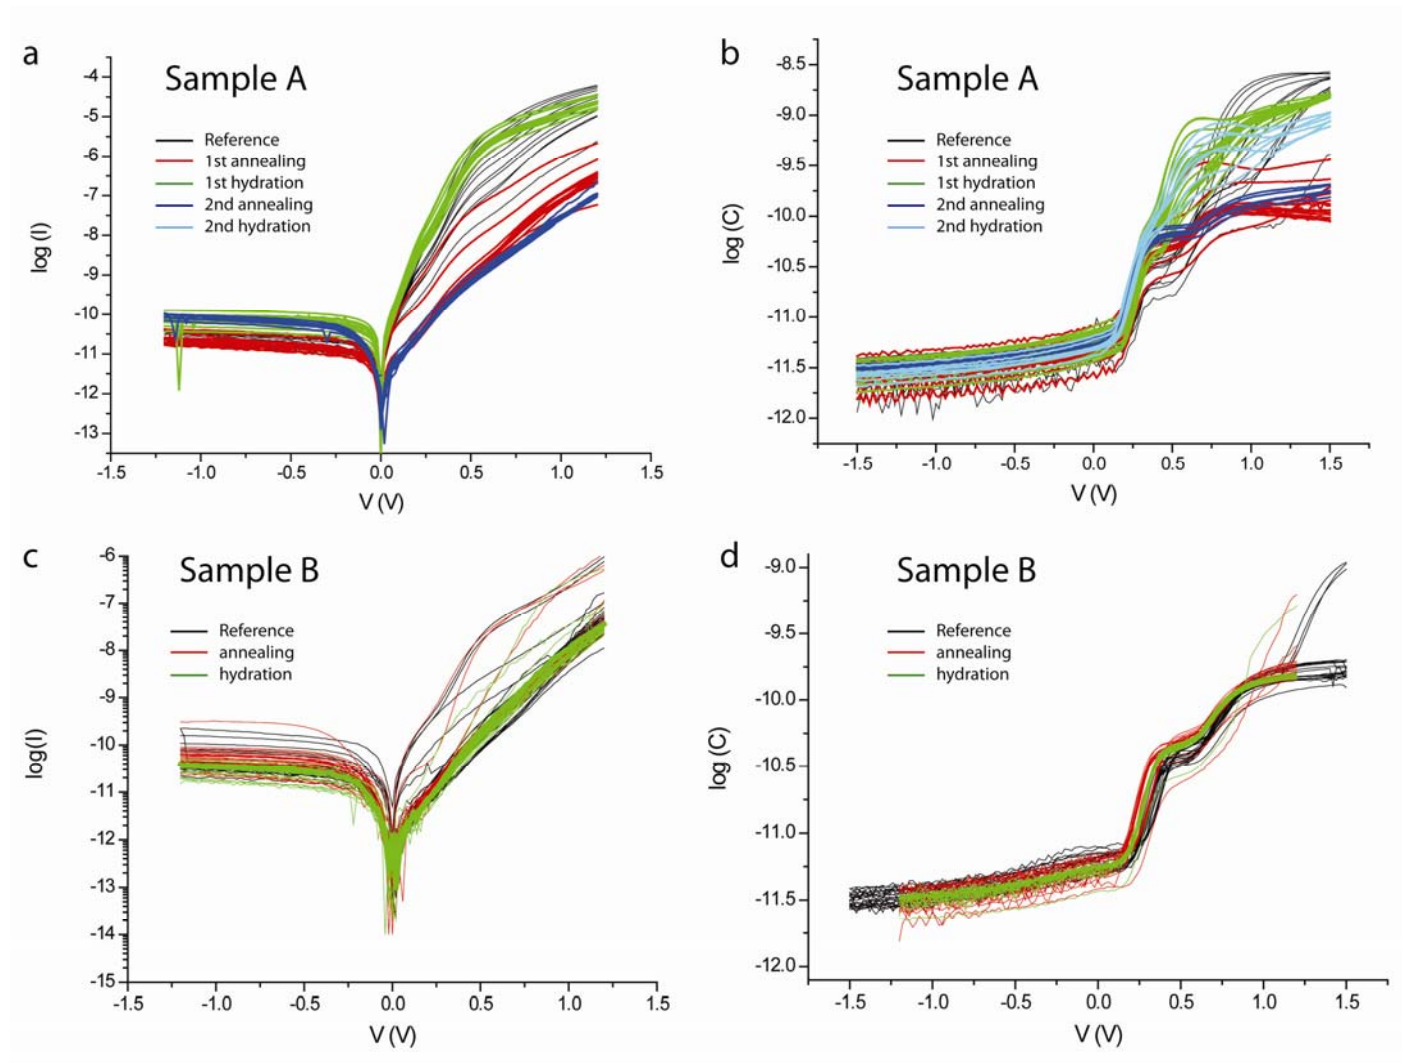 a
Sample A
Reference
1st annealing
1st hydration
2nd annealing
2nd hydration
-4
-5
-6
-7
-8
-9
-10
-11
-12
-13
log (I)
-1.5 -1.0 -0.5 0.0 0.5 1.0 1.5
V (V)
b
Sample A
Reference
1st annealing
1st hydration
2nd annealing
2nd hydration
-8.5
-9.0
-9.5
-10.0
-10.5
-11.0
-11.5
-12.0
log (C)
-1.5 -1.0 -0.5 0.0 0.5 1.0 1.5
V (V)
c
Sample B
Reference
annealing
hydration
-6
-7
-8
-9
-10
-11
-12
-13
-14
-15
log(I)
-1.5 -1.0 -0.5 0.0 0.5 1.0 1.5
V (V)
d
Sample B
Reference
annealing
hydration
-9.0
-9.5
-10.0
-10.5
-11.0
-11.5
-12.0
log (C)
-1.5 -1.0 -0.5 0.0 0.5 1.0 1.5
V (V)